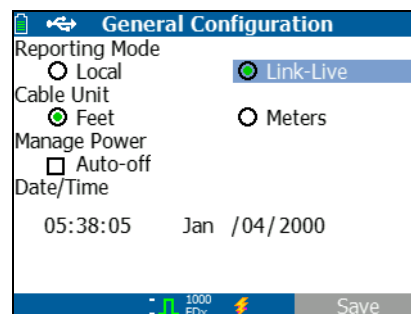 General Configuration
Reporting Mode
Local Link-Live
Cable Unit
Feet Meters
Manage Power
Auto-off
Date/Time
05:38:05 Jan /04/2000
1000
FDx Save